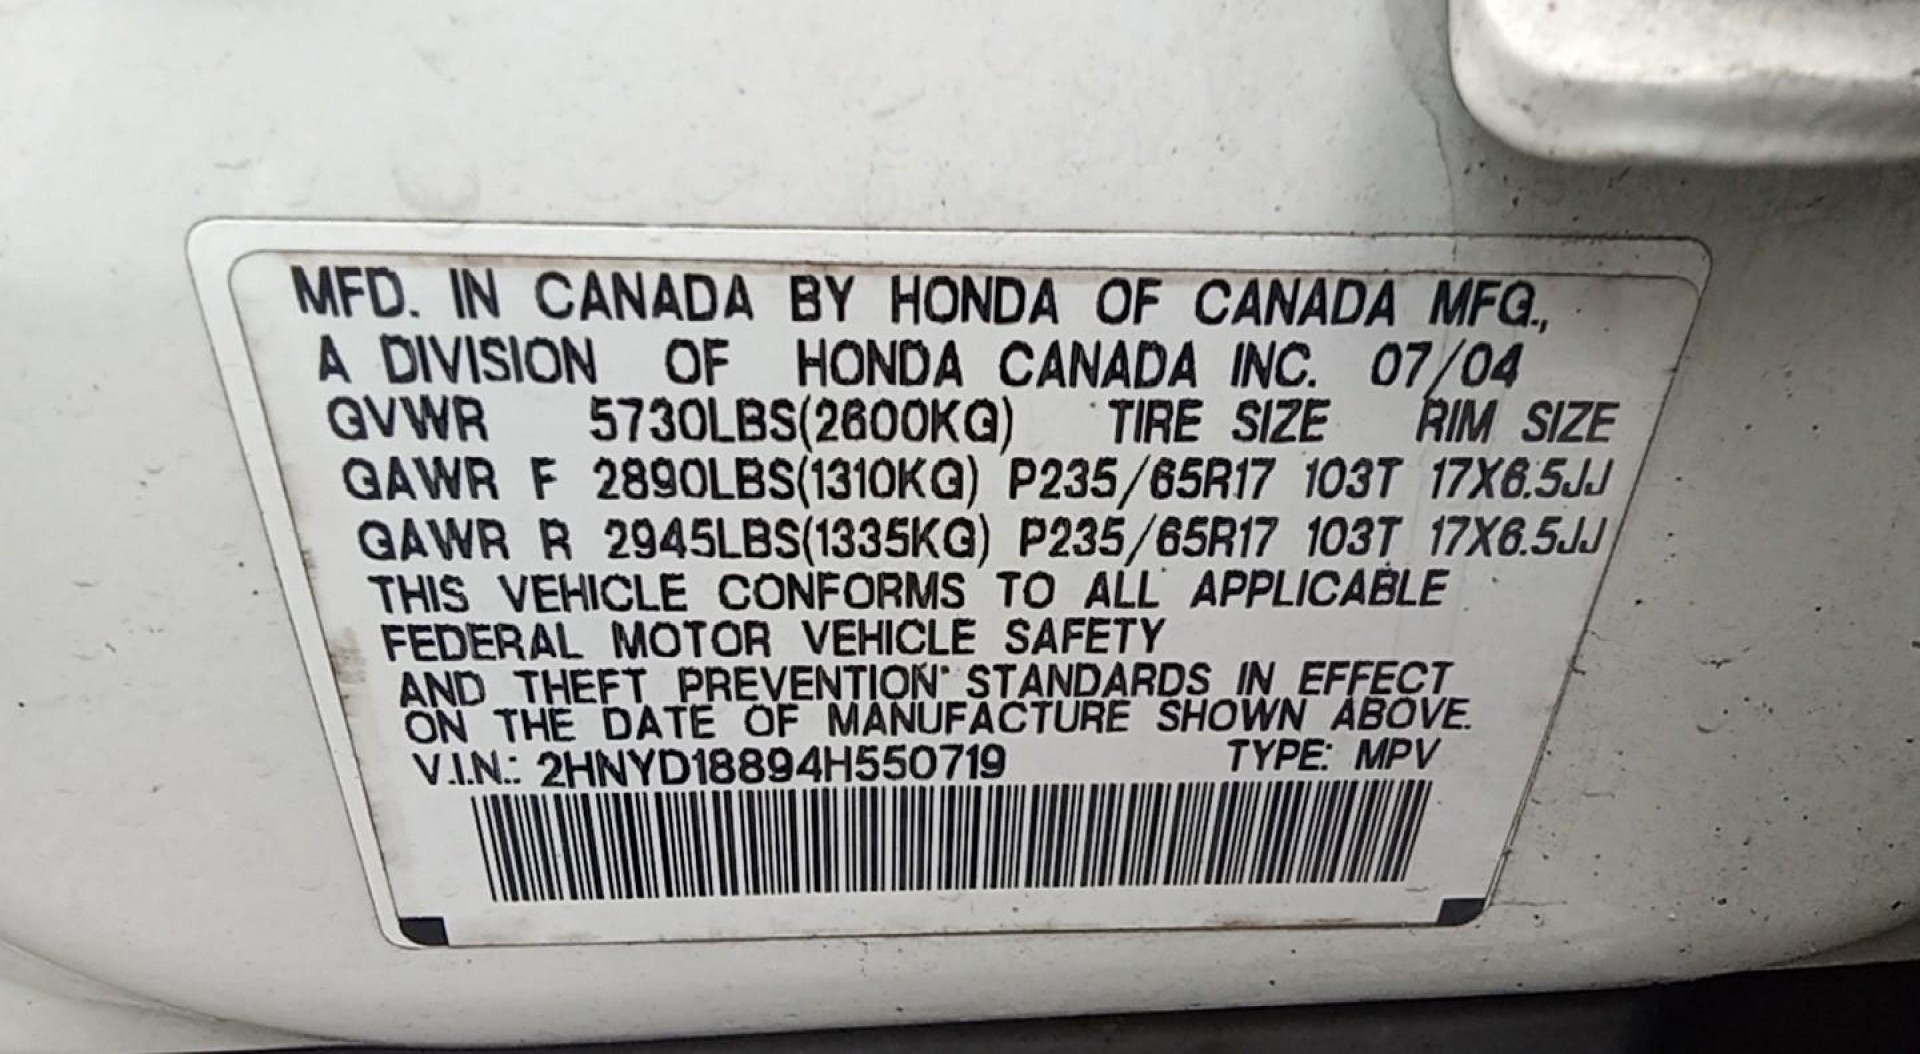 MFD. IN CANADA BY HONDA OF CANADA MFG.,
A DIVISION OF HONDA CANADA INC. 07/04
GVWR 5730LBS(2600KG) TIRE SIZE RIM SIZE
GAWR F 2890LBS(1310KG) P235/65R17 103T 17X6.5JJ
GAWR R 2945LBS(1335KG) P235/65R17 103T 17X6.5JJ
THIS VEHICLE CONFORMS TO ALL APPLICABLE
FEDERAL MOTOR VEHICLE SAFETY
AND THEFT PREVENTION STANDARDS IN EFFECT
ON THE DATE OF MANUFACTURE SHOWN ABOVE.
V.I.N.: 2HNYD18894H550719 TYPE: MPV